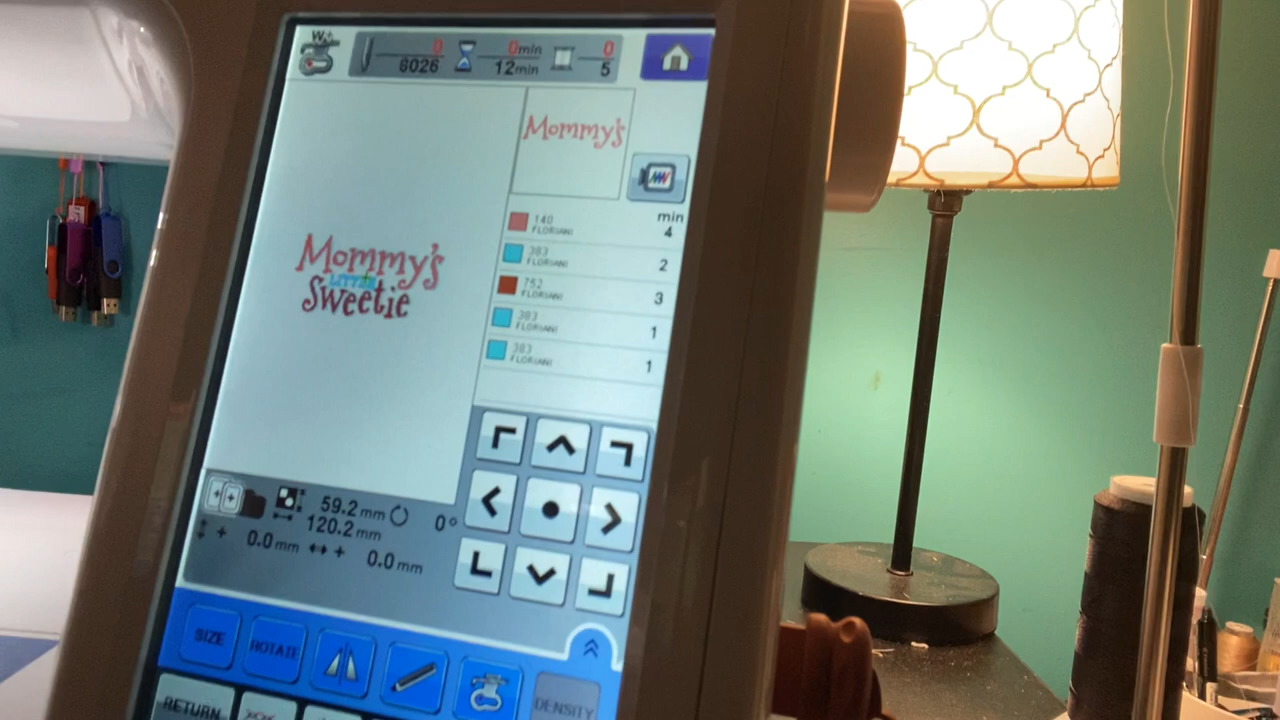 W+
0 0min 0
6026 12min 5
Mommy's
Mommy's
LITTLE
Sweetie
min
140 4
FLORIANI
383 2
FLORIANI
752 3
FLORIANI
383 1
FLORIANI
383 1
FLORIANI
59.2 mm 0°
120.2 mm
+ 0.0 mm + 0.0 mm
SIZE ROTATE
DENSITY
RETURN